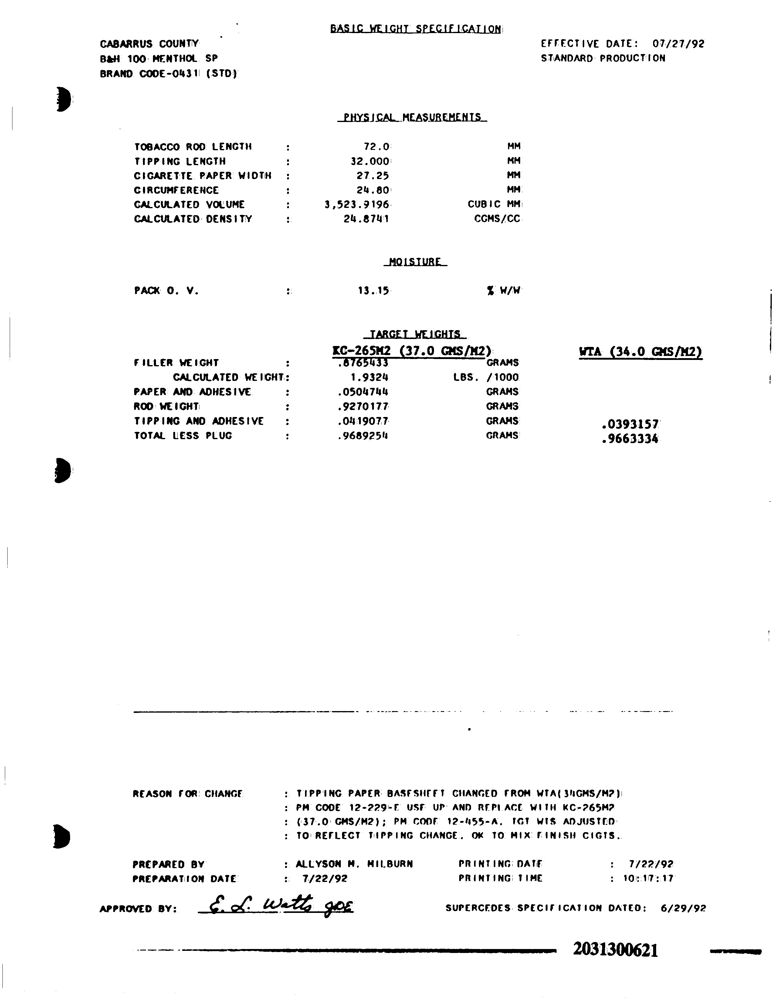 BASIC WEIGHT SPECIFICATION
CABARRUS COUNTY EFFECTIVE DATE: 07/27/92
B&H 100 MENTHOL SP STANDARD PRODUCTION
BRAND CODE-0431 (STD)
PHYSICAL MEASUREMENTS
TOBACCO ROD LENGTH : 72.0 MM
TIPPING LENGTH : 32.000 MM
CIGARETTE PAPER WIDTH : 27.25 MM
CIRCUMFERENCE : 24.80 MM
CALCULATED VOLUME : 3,523.9196 CUBIC MM
CALCULATED DENSITY : 24.8741 CGMS/CC
MOISTURE
PACK O. V. : 13.15 % W/W
TARGET WEIGHTS
KC-265M2 (37.0 GMS/M2) WTA (34.0 GMS/M2)
FILLER WEIGHT : .8765433 GRAMS
CALCULATED WEIGHT: 1.9324 LBS. /1000
PAPER AND ADHESIVE : .0504744 GRAMS
ROD WEIGHT : .9270177 GRAMS
TIPPING AND ADHESIVE : .0419077 GRAMS .0393157
TOTAL LESS PLUG : .9689254 GRAMS .9663334
REASON FOR CHANGE : TIPPING PAPER BASESHEET CHANGED FROM WTA(34GMS/M2)
: PM CODE 12-229-E USE UP AND REPLACE WITH KC-265M2
: (37.0 GMS/M2); PM CODE 12-455-A. TGT WTS ADJUSTED
: TO REFLECT TIPPING CHANGE. OK TO MIX FINISH CIGTS.
PREPARED BY : ALLYSON M. MILBURN PRINTING DATE : 7/22/92
PREPARATION DATE : 7/22/92 PRINTING TIME : 10:17:17
APPROVED BY: E. L. Watts JOE SUPERCEDES SPECIFICATION DATED: 6/29/92
2031300621